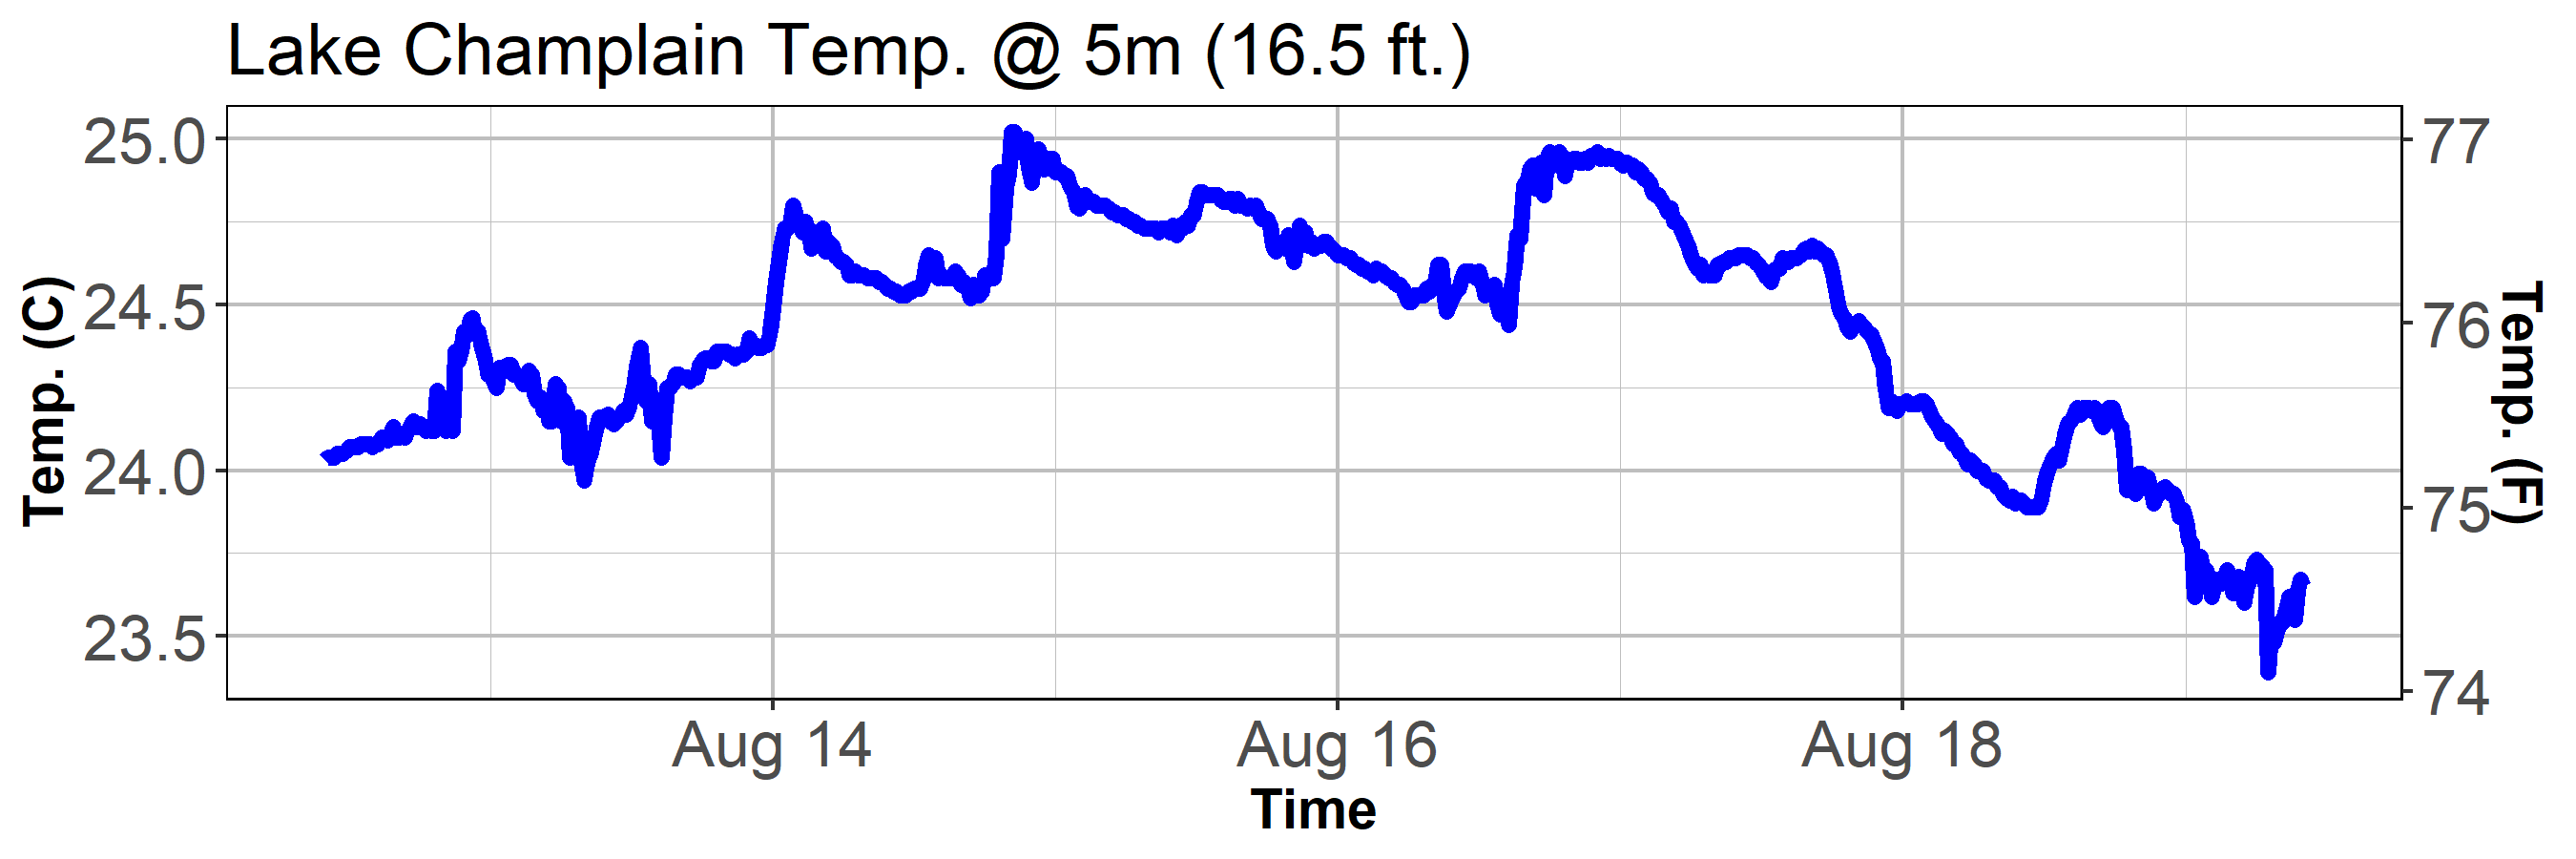 Lake Champlain Temp. @ 5m (16.5 ft.)
Temp. (C)
25.0
24.5
24.0
23.5
77
76
75
74
Temp. (F)
Aug 14
Aug 16
Aug 18
Time